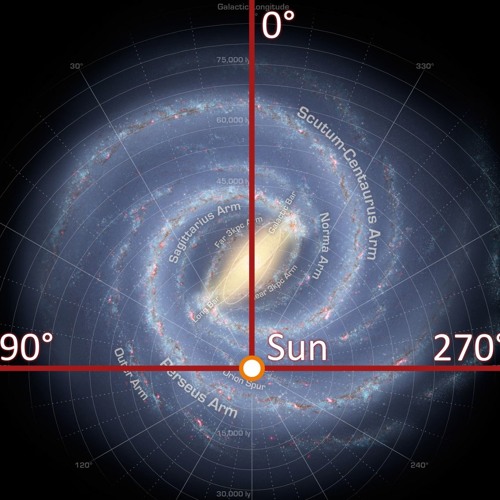 Galactic Longitude
0°
30°
330°
75,000 ly
60,000 ly
Scutum-Centaurus Arm
45,000 ly
Sagittarius Arm
Norma Arm
Galactic Bar
Far 3kpc Arm
Near 3kpc Arm
Long Bar
90°
Sun
270°
Orion Spur
Outer Arm
Perseus Arm
15,000 ly
120°
240°
30,000 ly